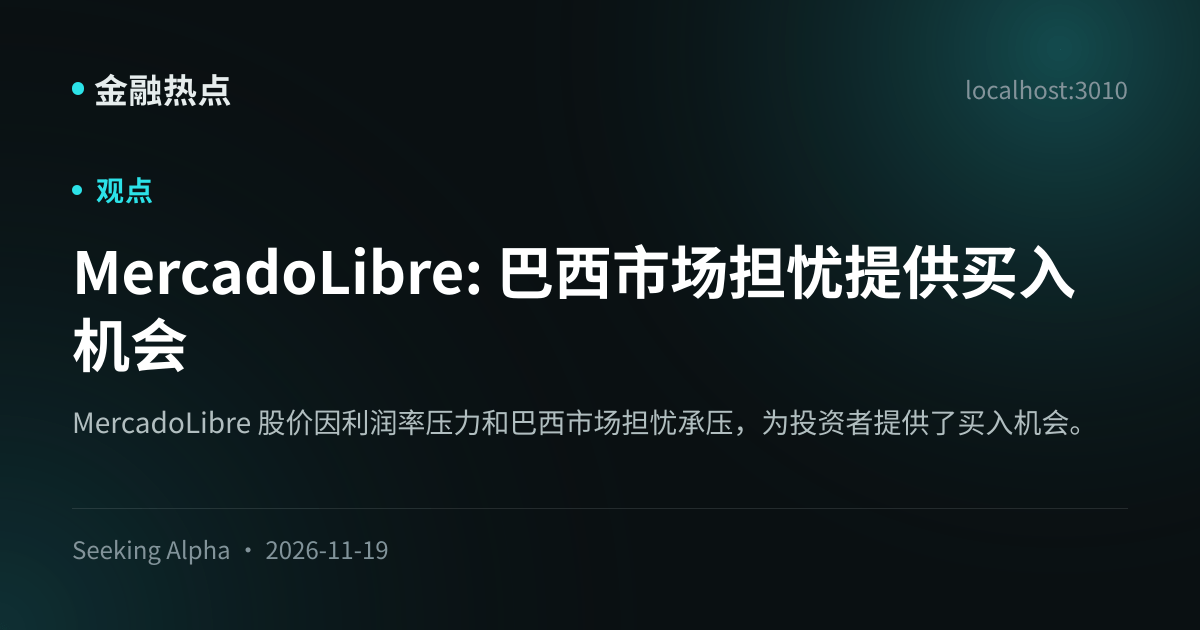 金融热点
localhost:3010
观点
MercadoLibre: 巴西市场担忧提供买入
机会
MercadoLibre 股价因利润率压力和巴西市场担忧承压，为投资者提供了买入机会。
Seeking Alpha · 2026-11-19